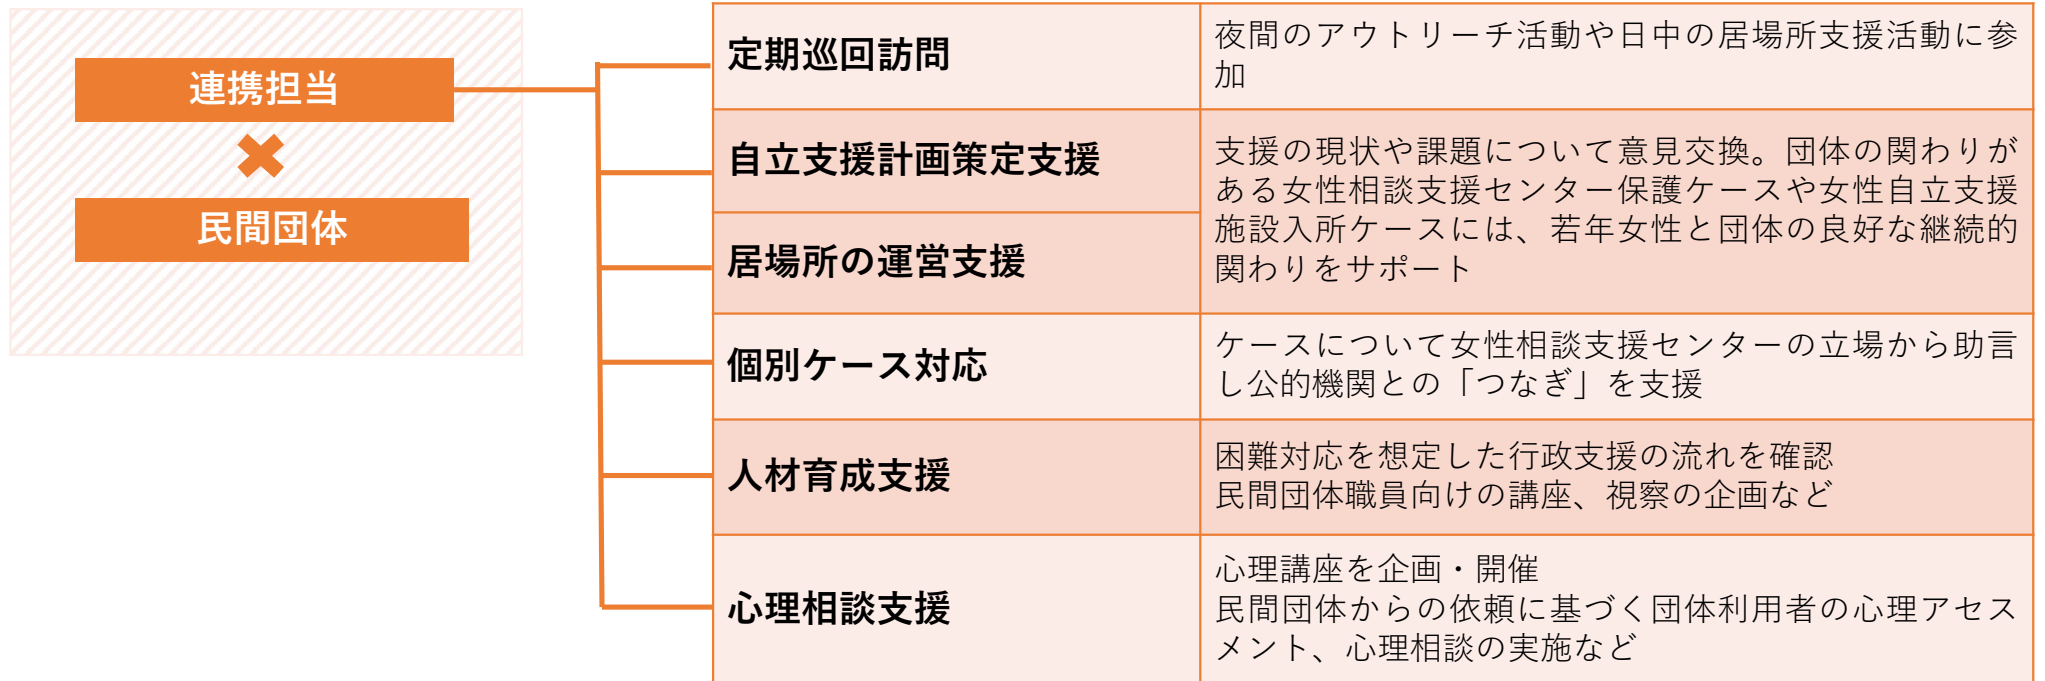 連携担当
民間団体
定期巡回訪問
夜間のアウトリーチ活動や日中の居場所支援活動に参
加
自立支援計画策定支援
居場所の運営支援
支援の現状や課題について意見交換。団体の関わりが
ある女性相談支援センター保護ケースや女性自立支援
施設入所ケースには、若年女性と団体の良好な継続的
関わりをサポート
個別ケース対応
ケースについて女性相談支援センターの立場から助言
し公的機関との「つなぎ」を支援
人材育成支援
困難対応を想定した行政支援の流れを確認
民間団体職員向けの講座、視察の企画など
心理相談支援
心理講座を企画・開催
民間団体からの依頼に基づく団体利用者の心理アセス
メント、心理相談の実施など